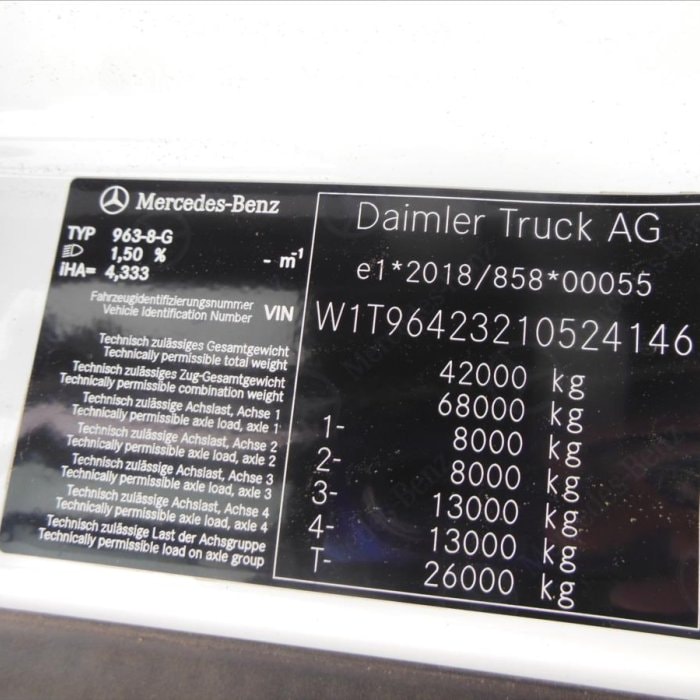 Mercedes-Benz
TYP 963-8-G
1,50 % - m⁻¹
iHA= 4,333
Fahrzeugidentifizierungsnummer
Vehicle Identification Number VIN
Technisch zulässiges Gesamtgewicht
Technically permissible total weight
Technisch zulässiges Zug-Gesamtgewicht
Technically permissible combination weight
Technisch zulässige Achslast, Achse 1
Technically permissible axle load, axle 1
Technisch zulässige Achslast, Achse 2
Technically permissible axle load, axle 2
Technisch zulässige Achslast, Achse 3
Technically permissible axle load, axle 3
Technisch zulässige Achslast, Achse 4
Technically permissible axle load, axle 4
Technisch zulässige Last der Achsgruppe
Technically permissible load on axle group
Daimler Truck AG
e1*2018/858*00055
W1T96423210524146
42000 kg
68000 kg
1- 8000 kg
2- 8000 kg
3- 13000 kg
4- 13000 kg
T- 26000 kg